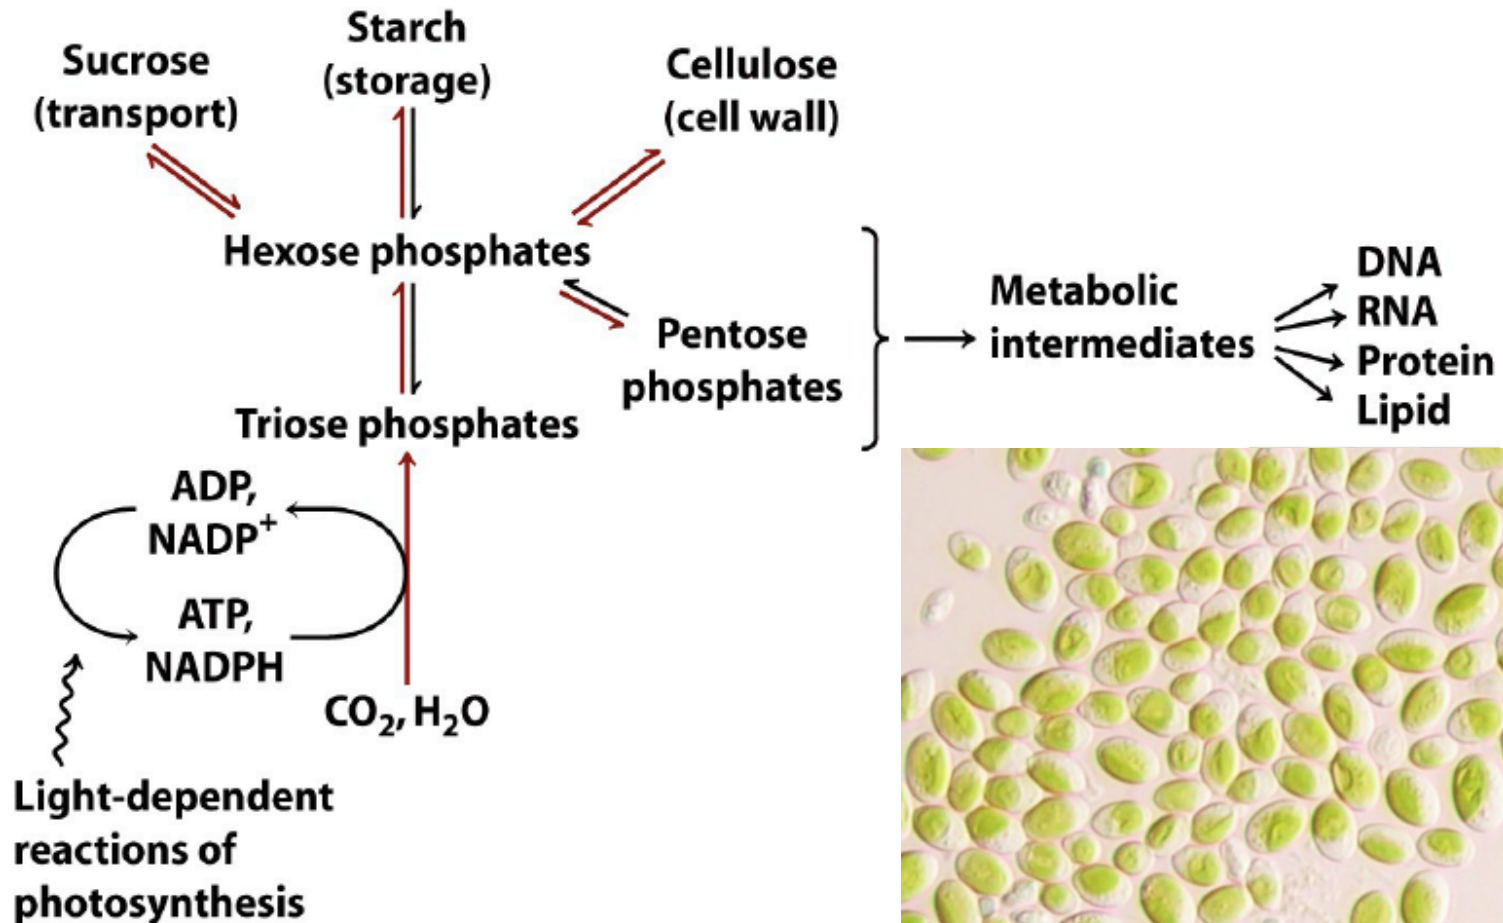 Sucrose
(transport)
Starch
(storage)
Cellulose
(cell wall)
Hexose phosphates
Pentose
phosphates
Triose phosphates
Metabolic
intermediates
DNA
RNA
Protein
Lipid
ADP,
NADP⁺
ATP,
NADPH
CO₂, H₂O
Light-dependent
reactions of
photosynthesis